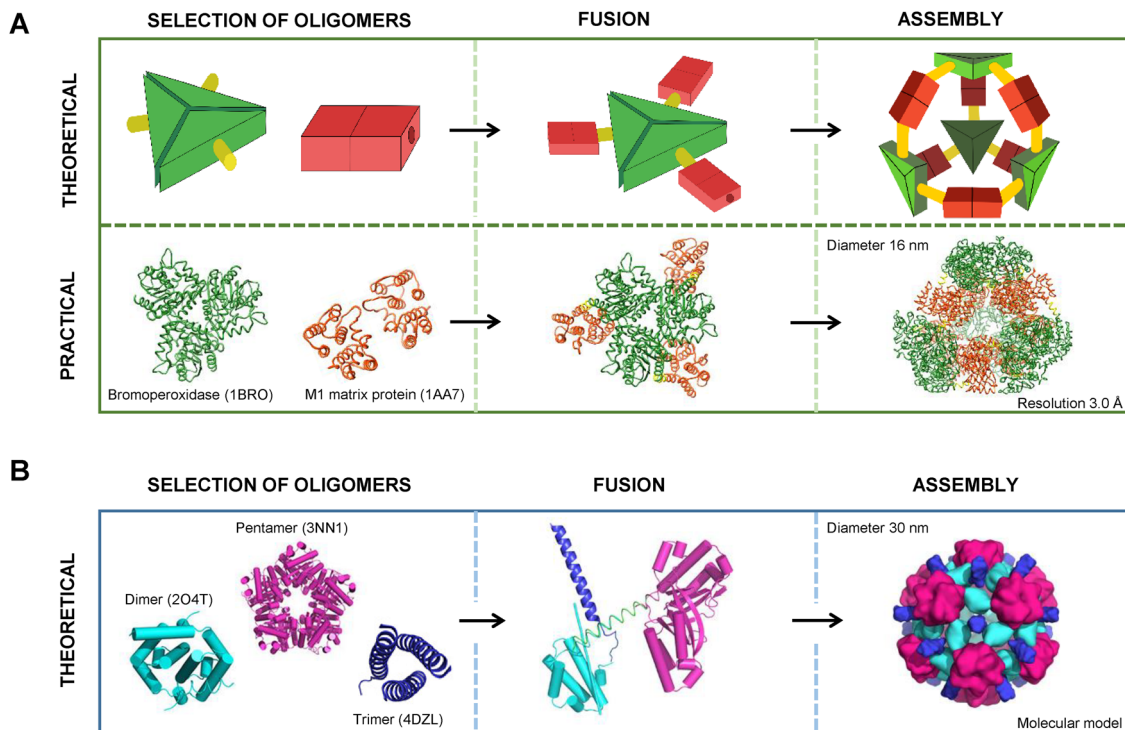 A
SELECTION OF OLIGOMERS
FUSION
ASSEMBLY
THEORETICAL
PRACTICAL
Bromoperoxidase (1BRO)
M1 matrix protein (1AA7)
Diameter 16 nm
Resolution 3.0 Å
B
SELECTION OF OLIGOMERS
FUSION
ASSEMBLY
THEORETICAL
Pentamer (3NN1)
Dimer (2O4T)
Trimer (4DZL)
Diameter 30 nm
Molecular model